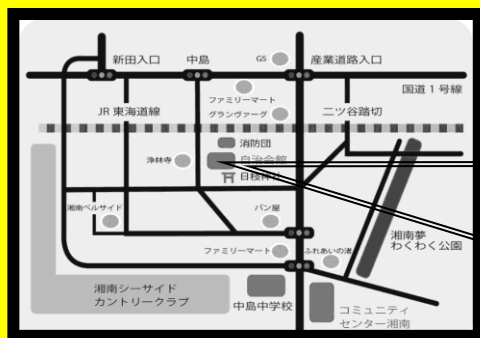 新田入口
中島
GS
産業道路入口
国道1号線
ファミリーマート
JR東海道線
グランヴァーグ
二ツ谷踏切
消防団
浄林寺
自治会館
日枝神社
湘南ベルサイド
パン屋
湘南夢
わくわく公園
ファミリーマート
ふれあいの渚
湘南シーサイド
カントリークラブ
中島中学校
コミュニティ
センター湘南